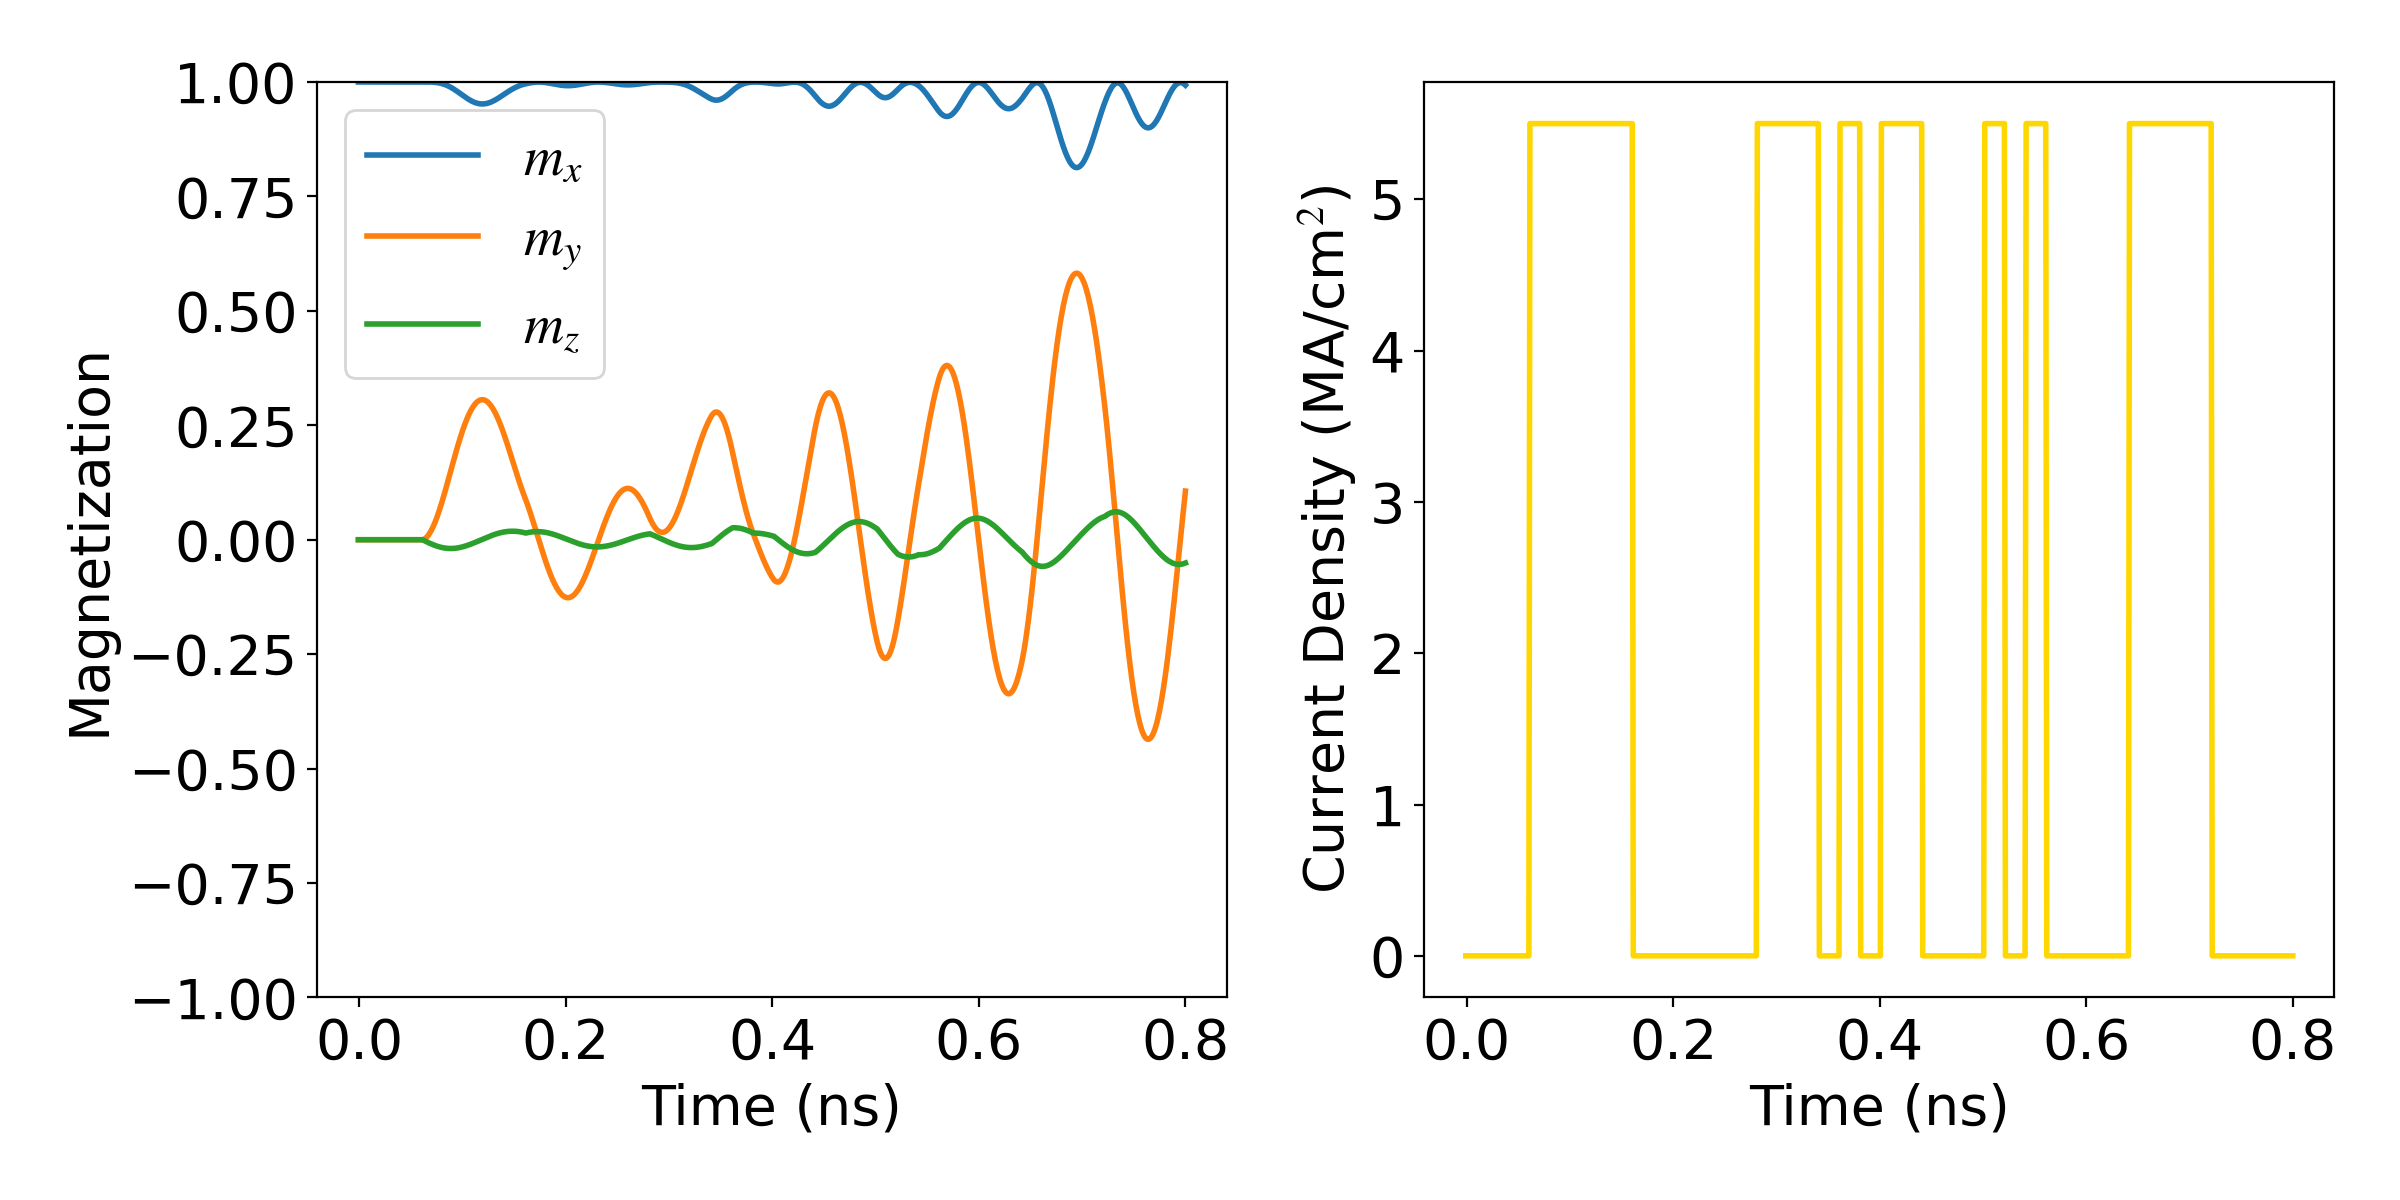 Magnetization
1.00
0.75
0.50
0.25
0.00
−0.25
−0.50
−0.75
−1.00
m_x
m_y
m_z
0.0 0.2 0.4 0.6 0.8
Time (ns)
Current Density (MA/cm²)
5
4
3
2
1
0
0.0 0.2 0.4 0.6 0.8
Time (ns)